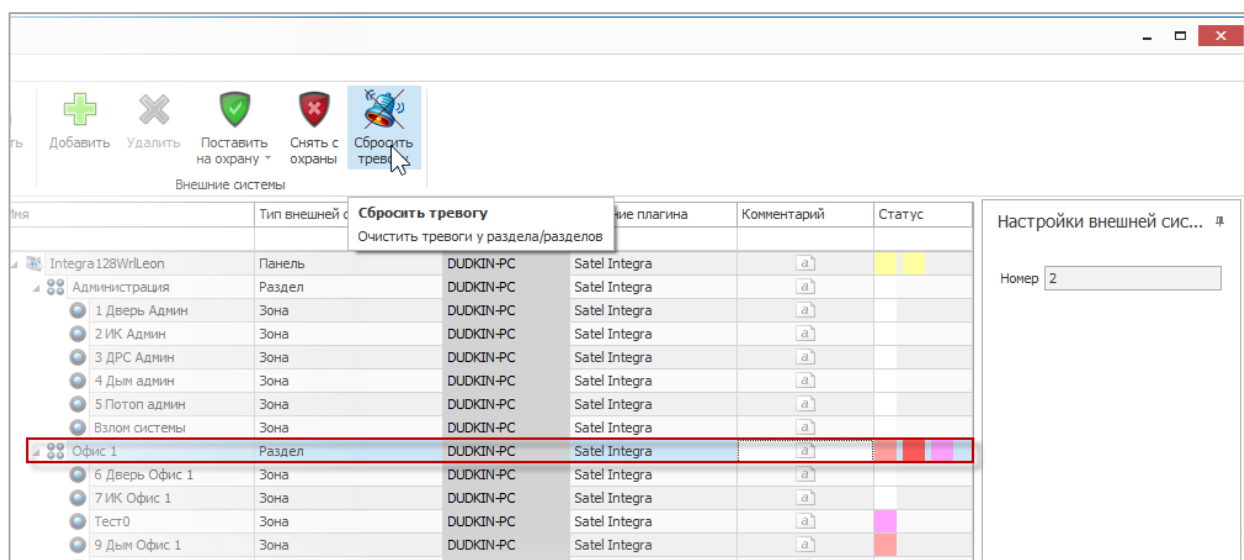 ть
Добавить
Удалить
Поставить
на охрану
Снять с
охраны
Сбросить
Внешние системы
Сбросить тревогу
Очистить тревоги у раздела/разделов
Имя Тип внешней плагина Комментарий Статус
Integra128WrlLeon Панель DUDKIN-PC Satel Integra a
Администрация Раздел DUDKIN-PC Satel Integra a
1 Дверь Админ Зона DUDKIN-PC Satel Integra a
2 ИК Админ Зона DUDKIN-PC Satel Integra a
3 ДРС Админ Зона DUDKIN-PC Satel Integra a
4 Дым админ Зона DUDKIN-PC Satel Integra a
5 Потоп админ Зона DUDKIN-PC Satel Integra a
Взлом системы Зона DUDKIN-PC Satel Integra a
Офис 1 Раздел DUDKIN-PC Satel Integra a
6 Дверь Офис 1 Зона DUDKIN-PC Satel Integra a
7 ИК Офис 1 Зона DUDKIN-PC Satel Integra a
Тест0 Зона DUDKIN-PC Satel Integra a
9 Дым Офис 1 Зона DUDKIN-PC Satel Integra a
Настройки внешней сис...
Номер 2